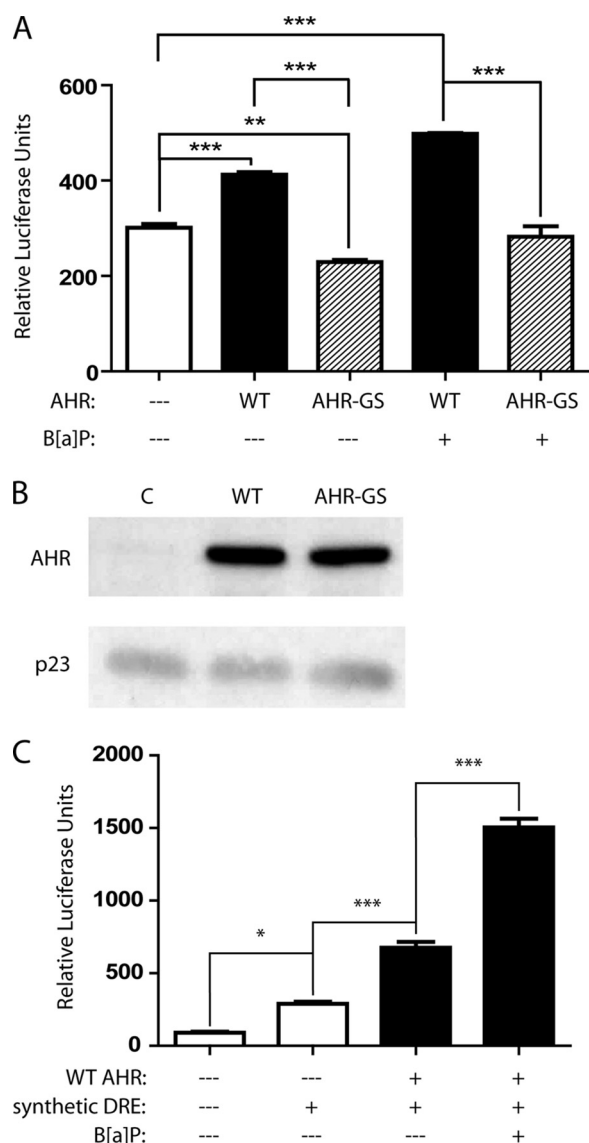 A
***
***
***
**
***
Relative Luciferase Units
600
400
200
0
AHR: --- WT AHR-GS WT AHR-GS
B[a]P: --- --- --- + +
B
C WT AHR-GS
AHR
p23
C
2000
***
Relative Luciferase Units
1500
1000
***
*
500
0
WT AHR: --- --- + +
synthetic DRE: --- + + +
B[a]P: --- --- --- +